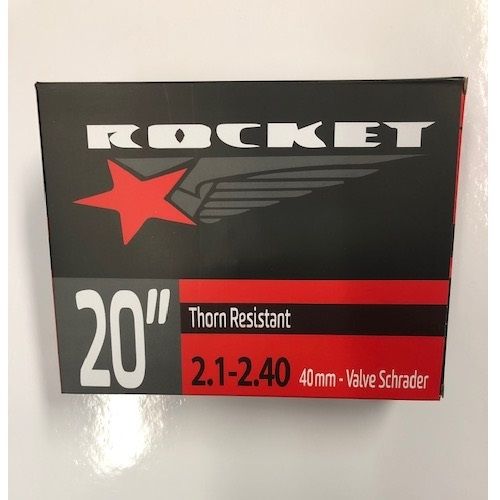 ROCKET
20"
Thorn Resistant
2.1-2.40
40mm - Valve Schrader